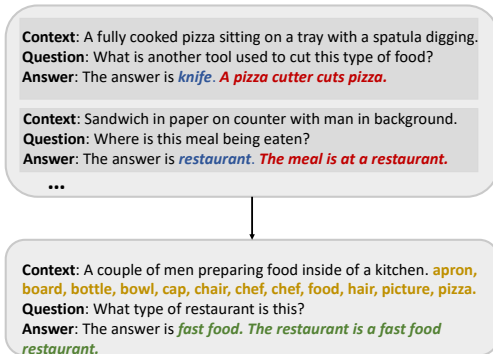 Context: A fully cooked pizza sitting on a tray with a spatula digging.
Question: What is another tool used to cut this type of food?
Answer: The answer is knife. A pizza cutter cuts pizza.
Context: Sandwich in paper on counter with man in background.
Question: Where is this meal being eaten?
Answer: The answer is restaurant. The meal is at a restaurant.
...
Context: A couple of men preparing food inside of a kitchen. apron,
board, bottle, bowl, cap, chair, chef, chef, food, hair, picture, pizza.
Question: What type of restaurant is this?
Answer: The answer is fast food. The restaurant is a fast food
restaurant.